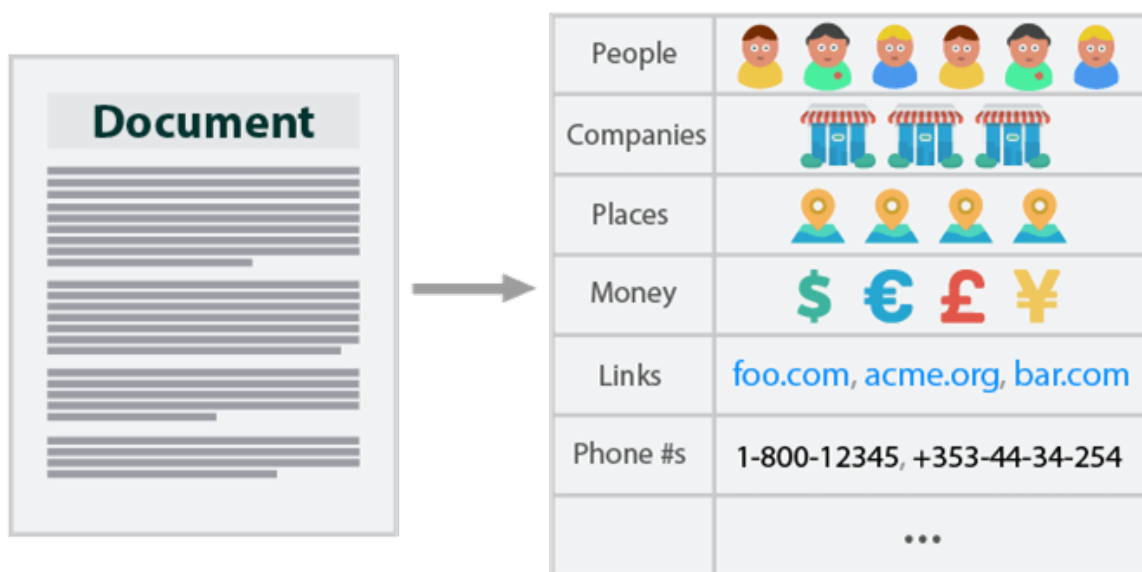 Document
People
Companies
Places
Money
$ € £ ¥
Links
foo.com, acme.org, bar.com
Phone #s
1-800-12345, +353-44-34-254
...